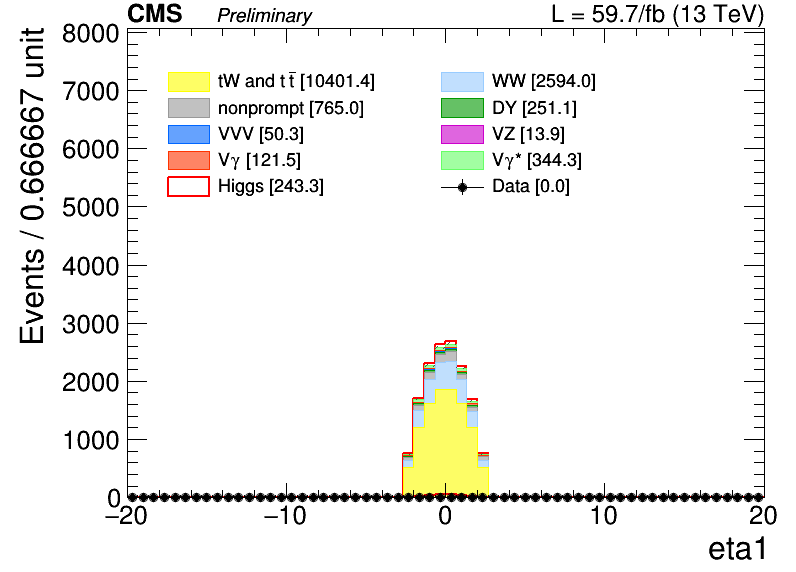 CMS Preliminary L = 59.7/fb (13 TeV)
Events / 0.666667 unit
8000
7000
6000
5000
4000
3000
2000
1000
0
tW and t t̅ [10401.4] WW [2594.0]
nonprompt [765.0] DY [251.1]
VVV [50.3] VZ [13.9]
Vγ [121.5] Vγ* [344.3]
Higgs [243.3] Data [0.0]
−20 −10 0 10 20
eta1